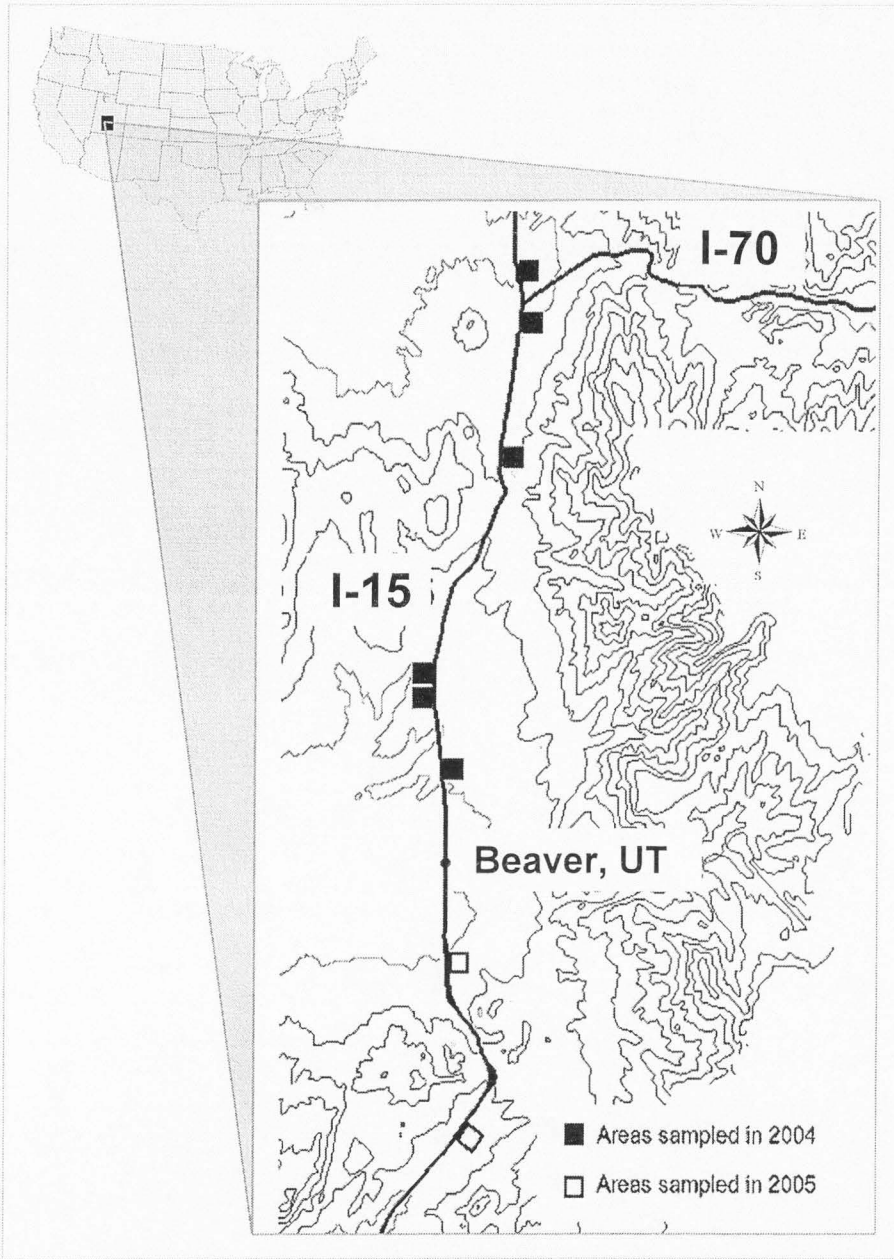 I-70
N
W E
S
I-15
Beaver, UT
Areas sampled in 2004
Areas sampled in 2005